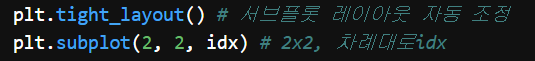 plt.tight_layout() # 서브플롯 레이아웃 자동 조정
plt.subplot(2, 2, idx) # 2x2, 차례대로idx